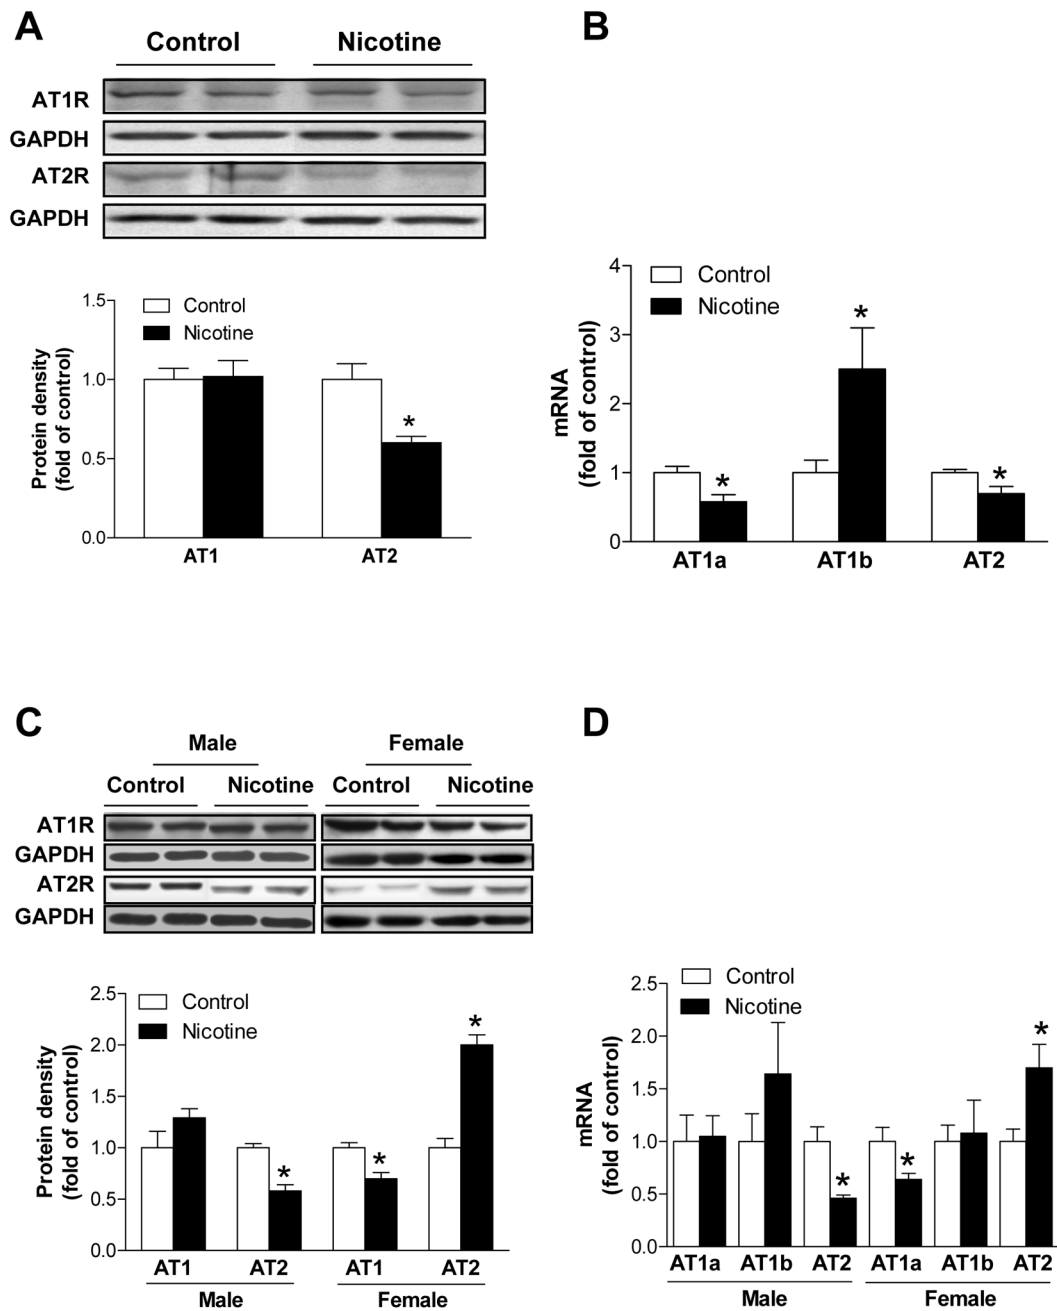 A
Control Nicotine
AT1R
GAPDH
AT2R
GAPDH
1.5
1.0
0.5
0.0
Protein density
(fold of control)
Control
Nicotine
*
AT1 AT2
B
4
3
2
1
0
mRNA
(fold of control)
Control
Nicotine
*
*
*
AT1a AT1b AT2
C
Male Female
Control Nicotine Control Nicotine
AT1R
GAPDH
AT2R
GAPDH
2.5
2.0
1.5
1.0
0.5
0.0
Protein density
(fold of control)
Control
Nicotine
*
*
*
AT1 AT2 AT1 AT2
Male Female
D
2.5
2.0
1.5
1.0
0.5
0.0
mRNA
(fold of control)
Control
Nicotine
*
*
*
AT1a AT1b AT2 AT1a AT1b AT2
Male Female